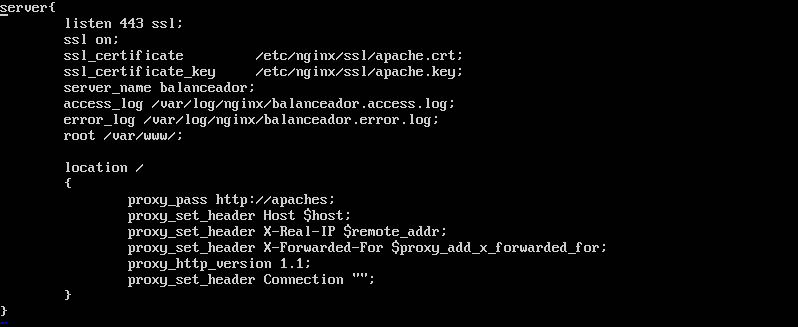 server{
listen 443 ssl;
ssl on;
ssl_certificate /etc/nginx/ssl/apache.crt;
ssl_certificate_key /etc/nginx/ssl/apache.key;
server_name balanceador;
access_log /var/log/nginx/balanceador.access.log;
error_log /var/log/nginx/balanceador.error.log;
root /var/www/;
location /
{
proxy_pass http://apaches;
proxy_set_header Host $host;
proxy_set_header X-Real-IP $remote_addr;
proxy_set_header X-Forwarded-For $proxy_add_x_forwarded_for;
proxy_http_version 1.1;
proxy_set_header Connection "";
}
}